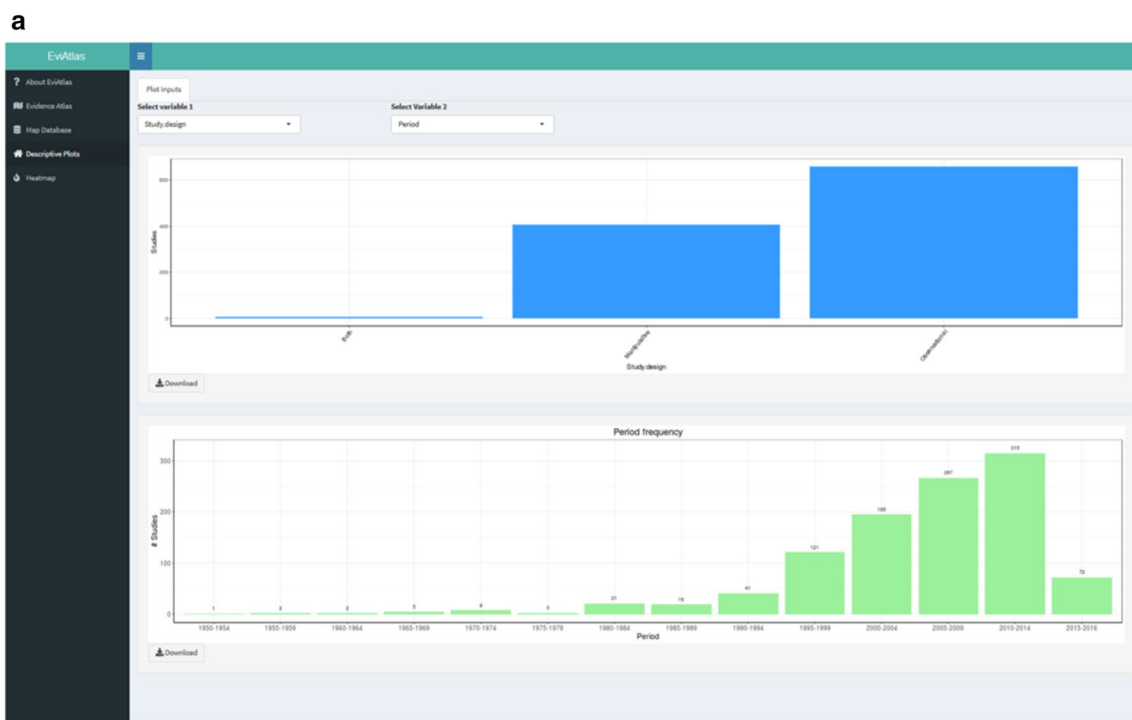 a
EviAtlas
? About EviAtlas
Evidence Atlas
Map Database
Descriptive Plots
Heatmap
Plot Inputs
Select variable 1
Select Variable 2
Study.design
Period
600
400
200
0
Studies
Both
Manipulative
Observational
Study.design
Download
Period frequency
300
200
100
0
# Studies
1
2
2
5
8
21
19
41
121
195
267
315
72
1950-1954
1955-1959
1960-1964
1965-1969
1970-1974
1975-1979
1980-1984
1985-1989
1990-1994
1995-1999
2000-2004
2005-2009
2010-2014
2015-2016
Period
Download